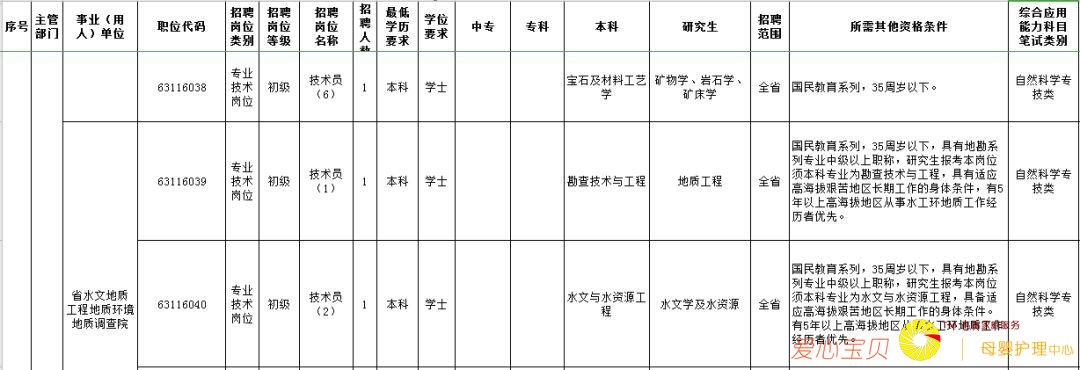 序号
主管
部门
事业（用
人）单位
职位代码
招聘
岗位
类别
招聘
岗位
等级
招聘
岗位
名称
招
聘
人数
最低
学历
要求
学位
要求
中专
专科
本科
研究生
招聘
范围
所需其他资格条件
综合应用
能力科目
笔试类别
63116038
专业
技术
岗位
初级
技术员
（6）
1
本科
学士
宝石及材料工艺
学
矿物学、岩石学、
矿床学
全省
国民教育系列，35周岁以下。
自然科学专
技类
63116039
专业
技术
岗位
初级
技术员
（1）
1
本科
学士
勘查技术与工程
地质工程
全省
国民教育系列，35周岁以下，具有地勘系
列专业中级以上职称，研究生报考本岗位
须本科专业为勘查技术与工程，具有适应
高海拔艰苦地区长期工作的身体条件，有5
年以上高海拔地区从事水工环地质工作经
历者优先。
自然科学专
技类
省水文地质
工程地质环境
地质调查院
63116040
专业
技术
岗位
初级
技术员
（2）
1
本科
学士
水文与水资源工
程
水文学及水资源
全省
国民教育系列，35周岁以下，具有地勘系
列专业中级以上职称，研究生报考本岗位
须本科专业为水文与水资源工程，具备适
应高海拔艰苦地区长期工作的身体条件。
有5年以上高海拔地区从事水工环地质工作
经历者优先。
自然科学专
技类
爱心宝贝
母婴护理中心